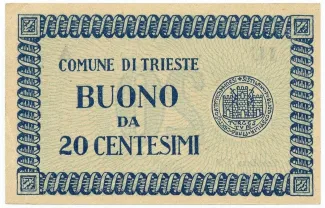 COMUNE DI TRIESTE
BUONO
DA
20 CENTESIMI